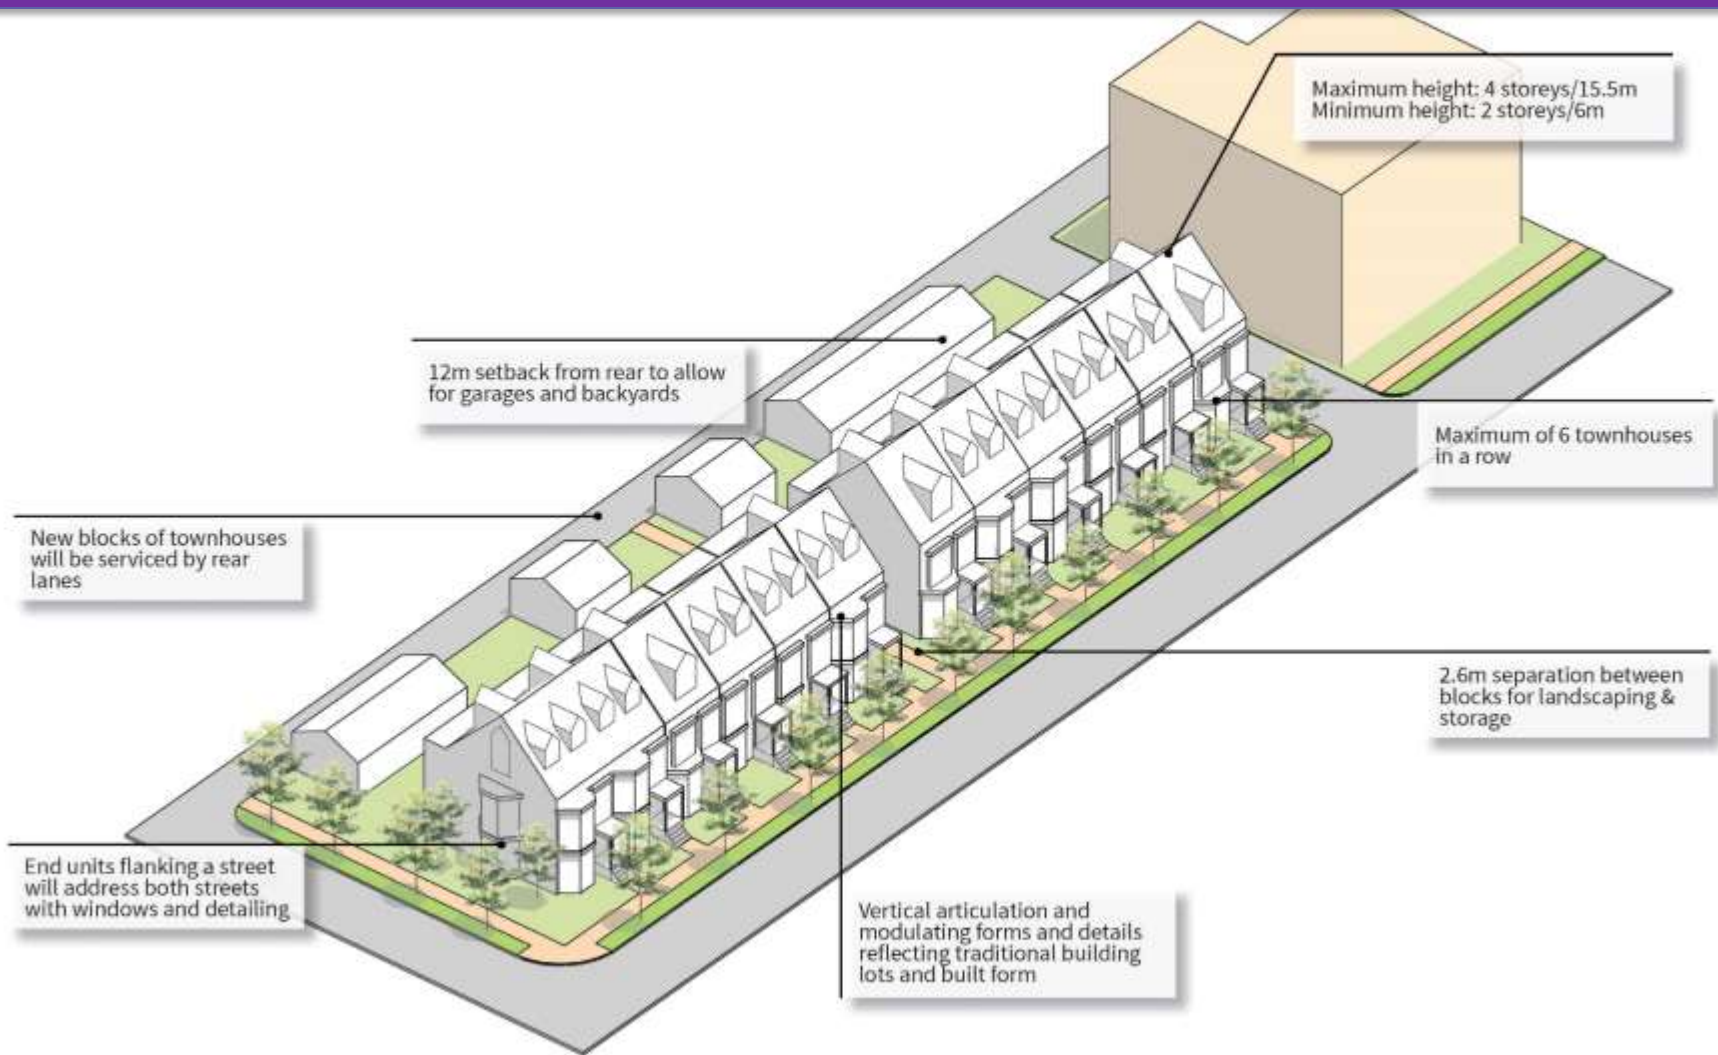 Maximum height: 4 storeys/15.5m
Minimum height: 2 storeys/6m
12m setback from rear to allow
for garages and backyards
Maximum of 6 townhouses
in a row
New blocks of townhouses
will be serviced by rear
lanes
2.6m separation between
blocks for landscaping &
storage
End units flanking a street
will address both streets
with windows and detailing
Vertical articulation and
modulating forms and details
reflecting traditional building
lots and built form